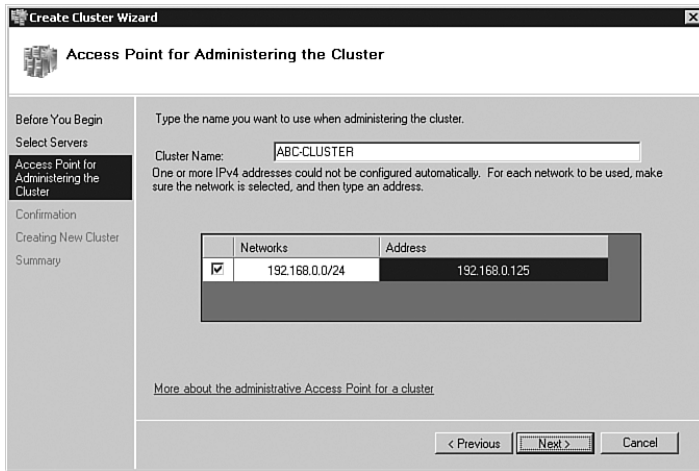 Create Cluster Wizard
Access Point for Administering the Cluster
Before You Begin
Select Servers
Access Point for
Administering the
Cluster
Confirmation
Creating New Cluster
Summary
Type the name you want to use when administering the cluster.
Cluster Name: ABC-CLUSTER
One or more IPv4 addresses could not be configured automatically. For each network to be used, make
sure the network is selected, and then type an address.
Networks Address
192.168.0.0/24 192.168.0.125
More about the administrative Access Point for a cluster
< Previous Next > Cancel